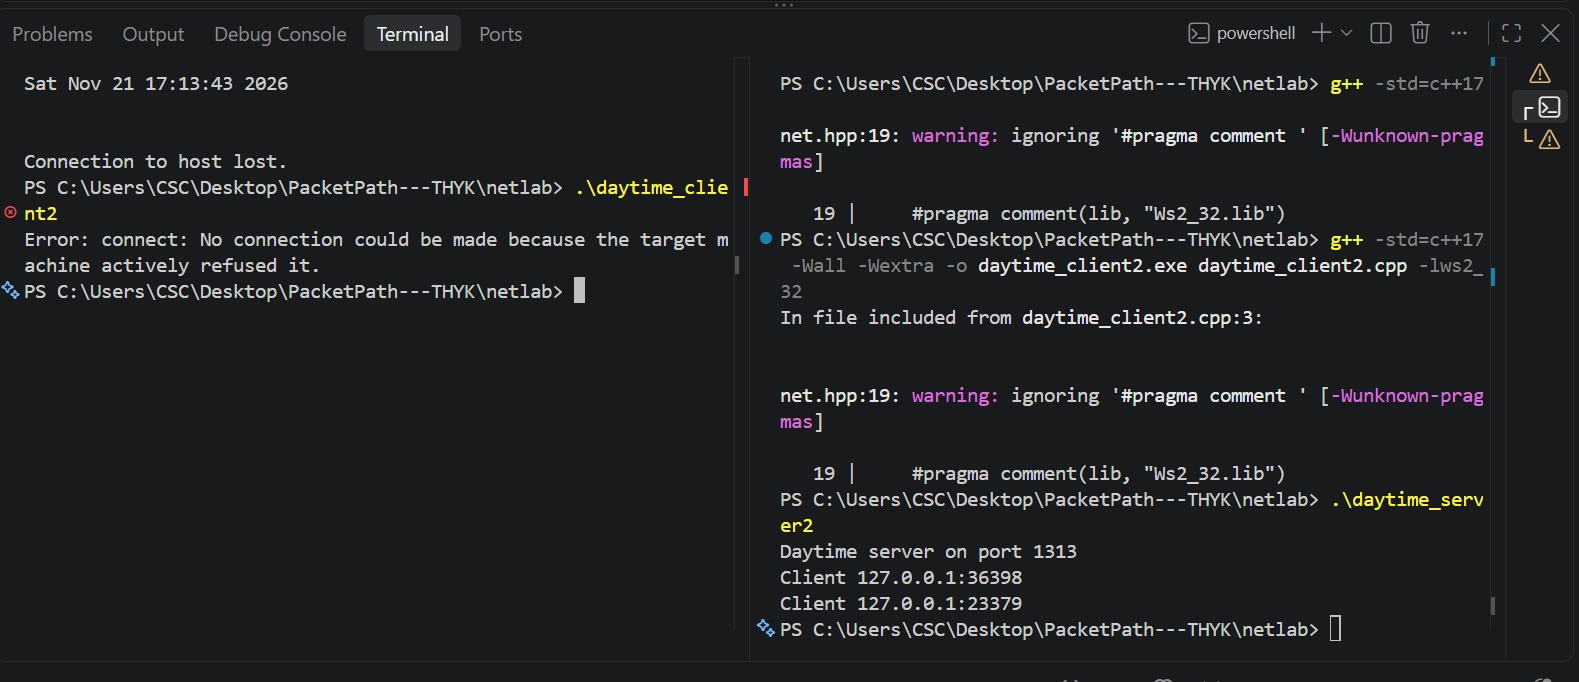 Problems Output Debug Console Terminal Ports
powershell
Sat Nov 21 17:13:43 2026
Connection to host lost.
PS C:\Users\CSC\Desktop\PacketPath---THYK\netlab> .\daytime_clie
nt2
Error: connect: No connection could be made because the target m
achine actively refused it.
PS C:\Users\CSC\Desktop\PacketPath---THYK\netlab>
PS C:\Users\CSC\Desktop\PacketPath---THYK\netlab> g++ -std=c++17
net.hpp:19: warning: ignoring '#pragma comment ' [-Wunknown-prag
mas]
19 | #pragma comment(lib, "Ws2_32.lib")
PS C:\Users\CSC\Desktop\PacketPath---THYK\netlab> g++ -std=c++17
-Wall -Wextra -o daytime_client2.exe daytime_client2.cpp -lws2_
32
In file included from daytime_client2.cpp:3:
net.hpp:19: warning: ignoring '#pragma comment ' [-Wunknown-prag
mas]
19 | #pragma comment(lib, "Ws2_32.lib")
PS C:\Users\CSC\Desktop\PacketPath---THYK\netlab> .\daytime_serv
er2
Daytime server on port 1313
Client 127.0.0.1:36398
Client 127.0.0.1:23379
PS C:\Users\CSC\Desktop\PacketPath---THYK\netlab>